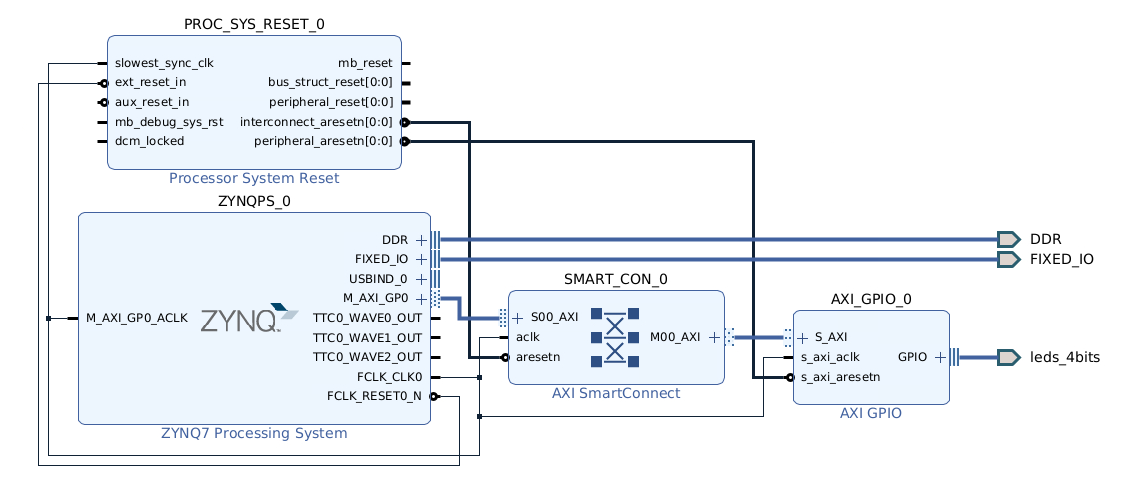 PROC_SYS_RESET_0
slowest_sync_clk
ext_reset_in
aux_reset_in
mb_debug_sys_rst
dcm_locked
mb_reset
bus_struct_reset[0:0]
peripheral_reset[0:0]
interconnect_aresetn[0:0]
peripheral_aresetn[0:0]
Processor System Reset
ZYNQPS_0
M_AXI_GP0_ACLK
ZYNQ
DDR
FIXED_IO
USBIND_0
M_AXI_GP0
TTC0_WAVE0_OUT
TTC0_WAVE1_OUT
TTC0_WAVE2_OUT
FCLK_CLK0
FCLK_RESET0_N
ZYNQ7 Processing System
SMART_CON_0
S00_AXI
aclk
aresetn
M00_AXI
AXI SmartConnect
AXI_GPIO_0
S_AXI
s_axi_aclk
s_axi_aresetn
GPIO
AXI GPIO
DDR
FIXED_IO
leds_4bits